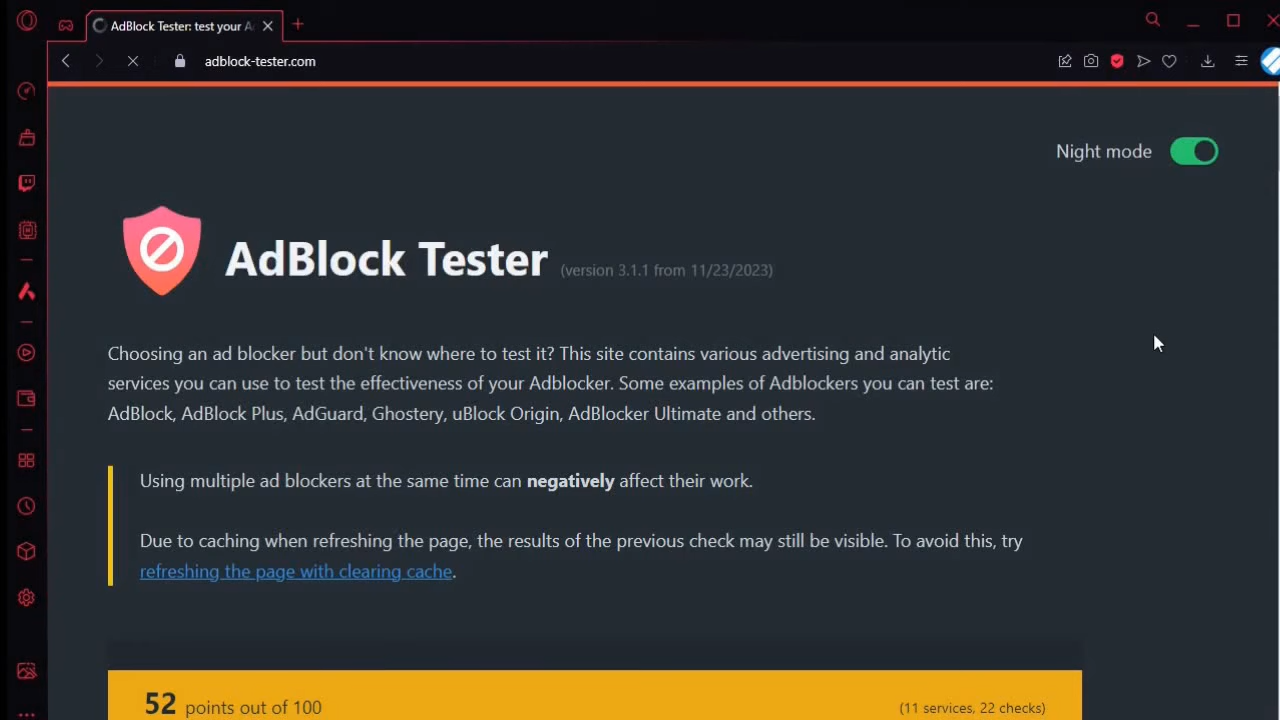 AdBlock Tester: test your A
adblock-tester.com
Night mode
AdBlock Tester (version 3.1.1 from 11/23/2023)
Choosing an ad blocker but don't know where to test it? This site contains various advertising and analytic
services you can use to test the effectiveness of your Adblocker. Some examples of Adblockers you can test are:
AdBlock, AdBlock Plus, AdGuard, Ghostery, uBlock Origin, AdBlocker Ultimate and others.
Using multiple ad blockers at the same time can negatively affect their work.
Due to caching when refreshing the page, the results of the previous check may still be visible. To avoid this, try
refreshing the page with clearing cache.
52 points out of 100 (11 services, 22 checks)